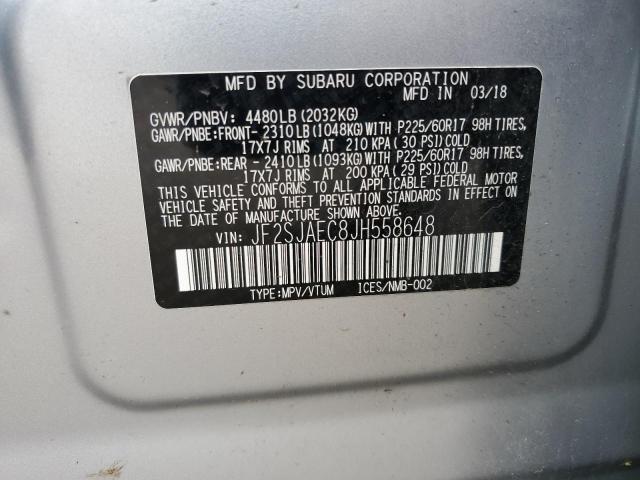 MFD BY SUBARU CORPORATION
MFD IN 03/18
GVWR/PNBV: 4480LB(2032KG)
GAWR/PNBE:FRONT- 2310LB(1048KG)WITH P225/60R17 98H TIRES,
17X7J RIMS AT 210 KPA(30 PSI)COLD
GAWR/PNBE:REAR - 2410LB(1093KG)WITH P225/60R17 98H TIRES,
17X7J RIMS AT 200 KPA(29 PSI)COLD
THIS VEHICLE CONFORMS TO ALL APPLICABLE FEDERAL MOTOR
VEHICLE SAFETY AND THEFT PREVENTION STANDARDS IN EFFECT ON
THE DATE OF MANUFACTURE SHOWN ABOVE.
VIN: JF2SJAEC8JH558648
TYPE:MPV/VTUM ICES/NMB-002